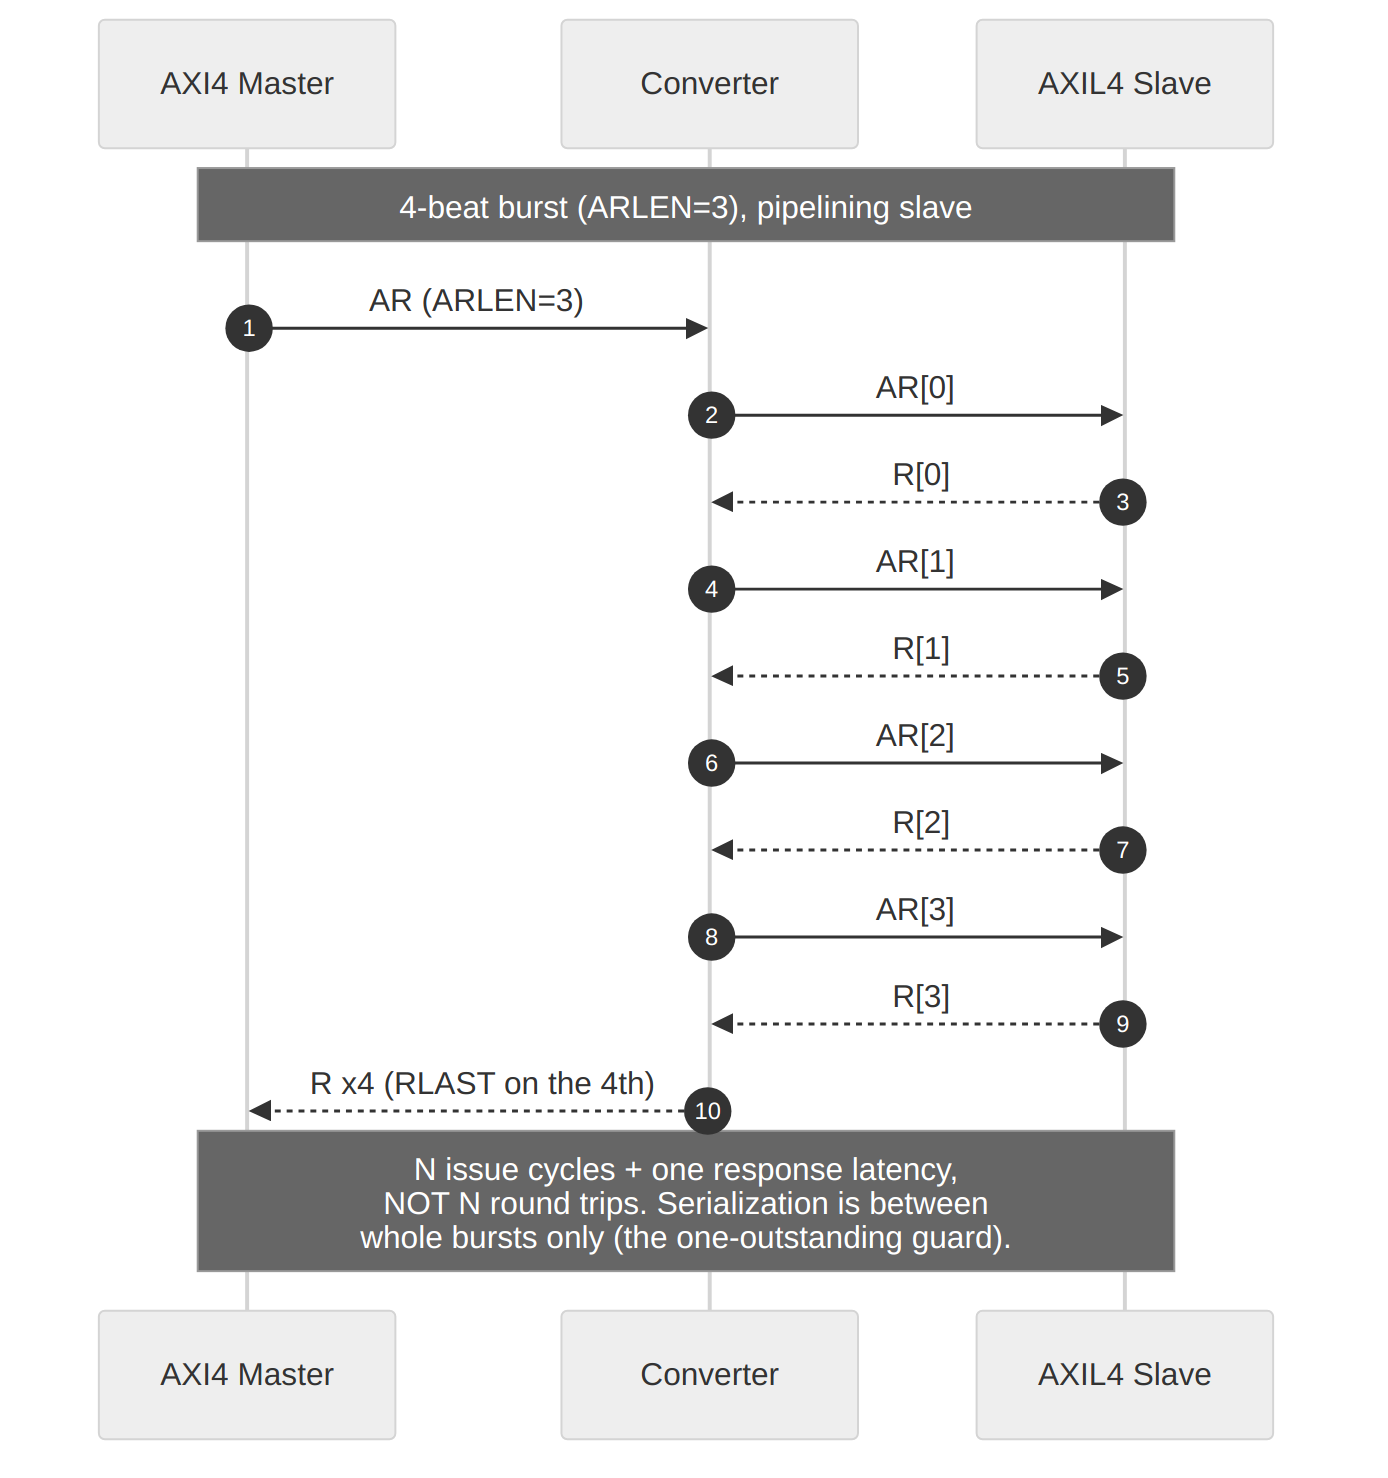 AXI4 Master
Converter
AXIL4 Slave
4-beat burst (ARLEN=3), pipelining slave
AR (ARLEN=3)
1
AR[0]
2
R[0]
3
AR[1]
4
R[1]
5
AR[2]
6
R[2]
7
AR[3]
8
R[3]
9
R x4 (RLAST on the 4th)
10
N issue cycles + one response latency,
NOT N round trips. Serialization is between
whole bursts only (the one-outstanding guard).
AXI4 Master
Converter
AXIL4 Slave